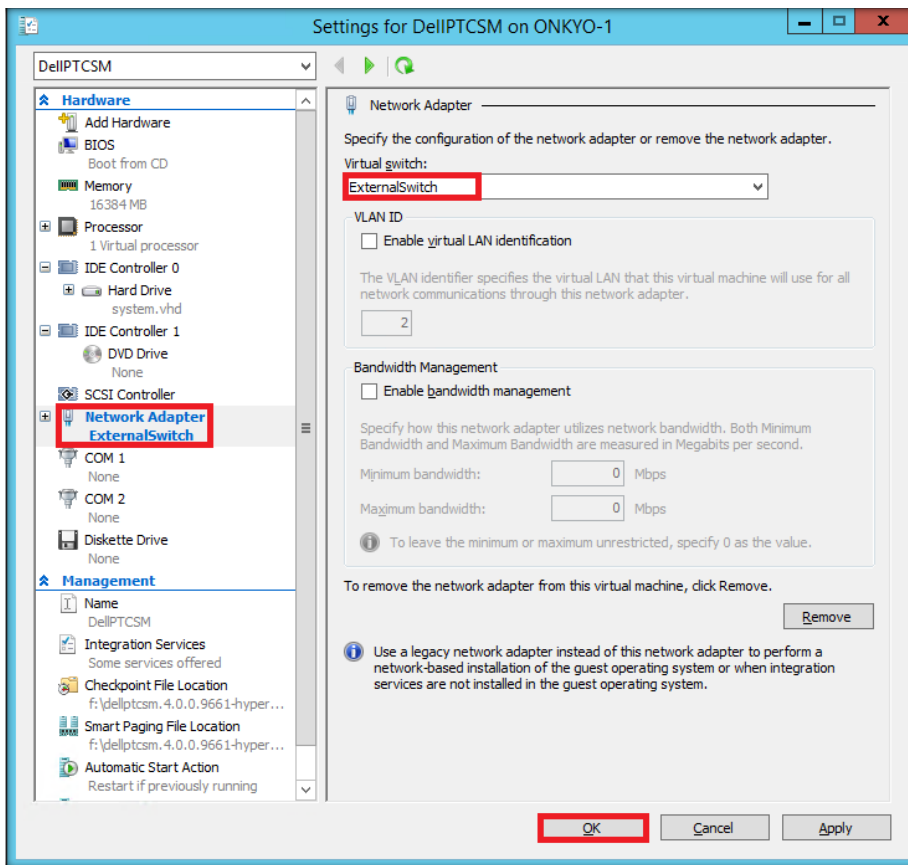 Settings for DellPTCSM on ONKYO-1
DellPTCSM
Hardware
Add Hardware
BIOS
Boot from CD
Memory
16384 MB
Processor
1 Virtual processor
IDE Controller 0
Hard Drive
system.vhd
IDE Controller 1
DVD Drive
None
SCSI Controller
Network Adapter
ExternalSwitch
COM 1
None
COM 2
None
Diskette Drive
None
Management
Name
DellPTCSM
Integration Services
Some services offered
Checkpoint File Location
f:\dellptcsm.4.0.0.9661-hyper...
Smart Paging File Location
f:\dellptcsm.4.0.0.9661-hyper...
Automatic Start Action
Restart if previously running
Network Adapter
Specify the configuration of the network adapter or remove the network adapter.
Virtual switch:
ExternalSwitch
VLAN ID
Enable virtual LAN identification
The VLAN identifier specifies the virtual LAN that this virtual machine will use for all
network communications through this network adapter.
2
Bandwidth Management
Enable bandwidth management
Specify how this network adapter utilizes network bandwidth. Both Minimum
Bandwidth and Maximum Bandwidth are measured in Megabits per second.
Minimum bandwidth: 0 Mbps
Maximum bandwidth: 0 Mbps
To leave the minimum or maximum unrestricted, specify 0 as the value.
To remove the network adapter from this virtual machine, click Remove.
Remove
Use a legacy network adapter instead of this network adapter to perform a
network-based installation of the guest operating system or when integration
services are not installed in the guest operating system.
OK Cancel Apply